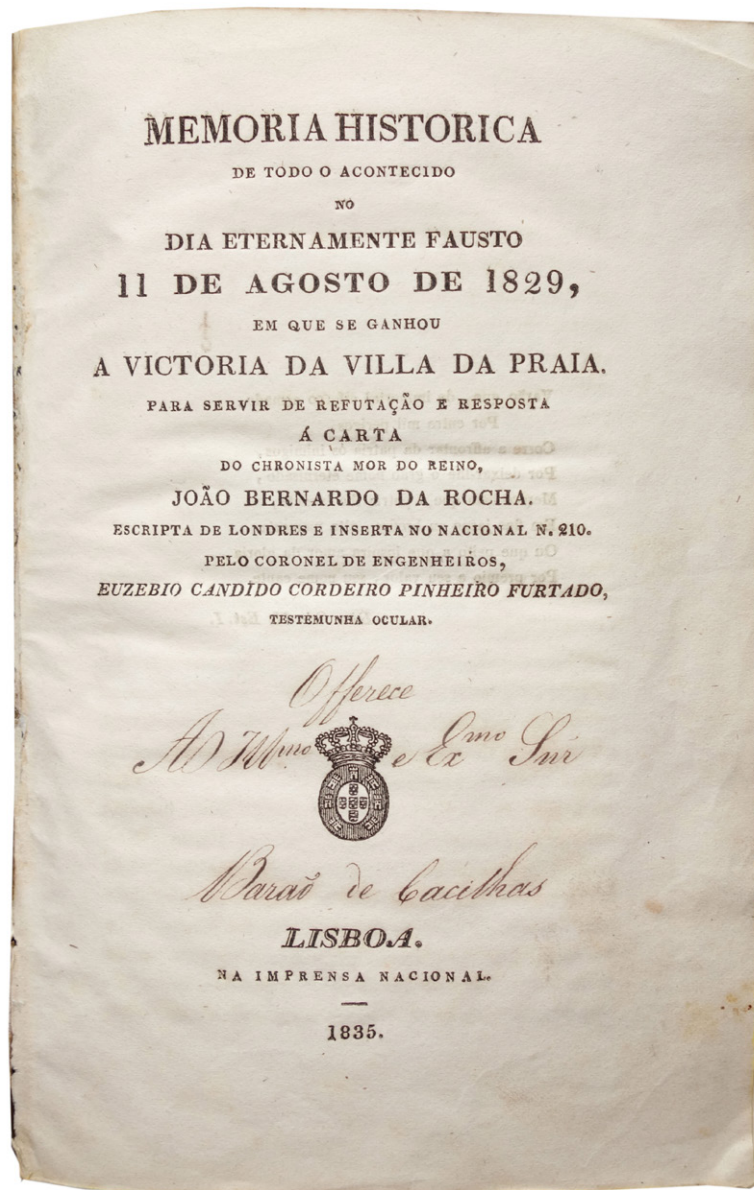 MEMORIA HISTORICA
DE TODO O ACONTECIDO
NO
DIA ETERNAMENTE FAUSTO
11 DE AGOSTO DE 1829,
EM QUE SE GANHOU
A VICTORIA DA VILLA DA PRAIA.
PARA SERVIR DE REFUTAÇÃO E RESPOSTA
Á CARTA
DO CHRONISTA MOR DO REINO,
JOÃO BERNARDO DA ROCHA.
ESCRIPTA DE LONDRES E INSERTA NO NACIONAL N. 210.
PELO CORONEL DE ENGENHEIROS,
EUZEBIO CANDIDO CORDEIRO PINHEIRO FURTADO,
TESTEMUNHA OCULAR.
Offerece
Ao Illmo e Exmo Snr
Baraõ de Cacilhas
LISBOA.
NA IMPRENSA NACIONAL.
1835.